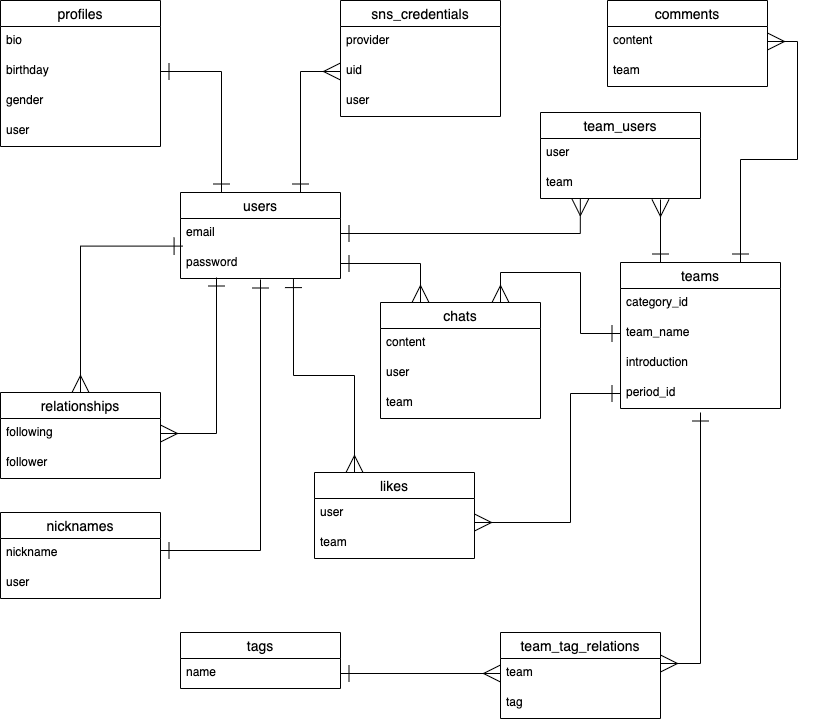 profiles
bio
birthday
gender
user
sns_credentials
provider
uid
user
comments
content
team
team_users
user
team
users
email
password
teams
category_id
team_name
introduction
period_id
chats
content
user
team
relationships
following
follower
likes
user
team
nicknames
nickname
user
tags
name
team_tag_relations
team
tag